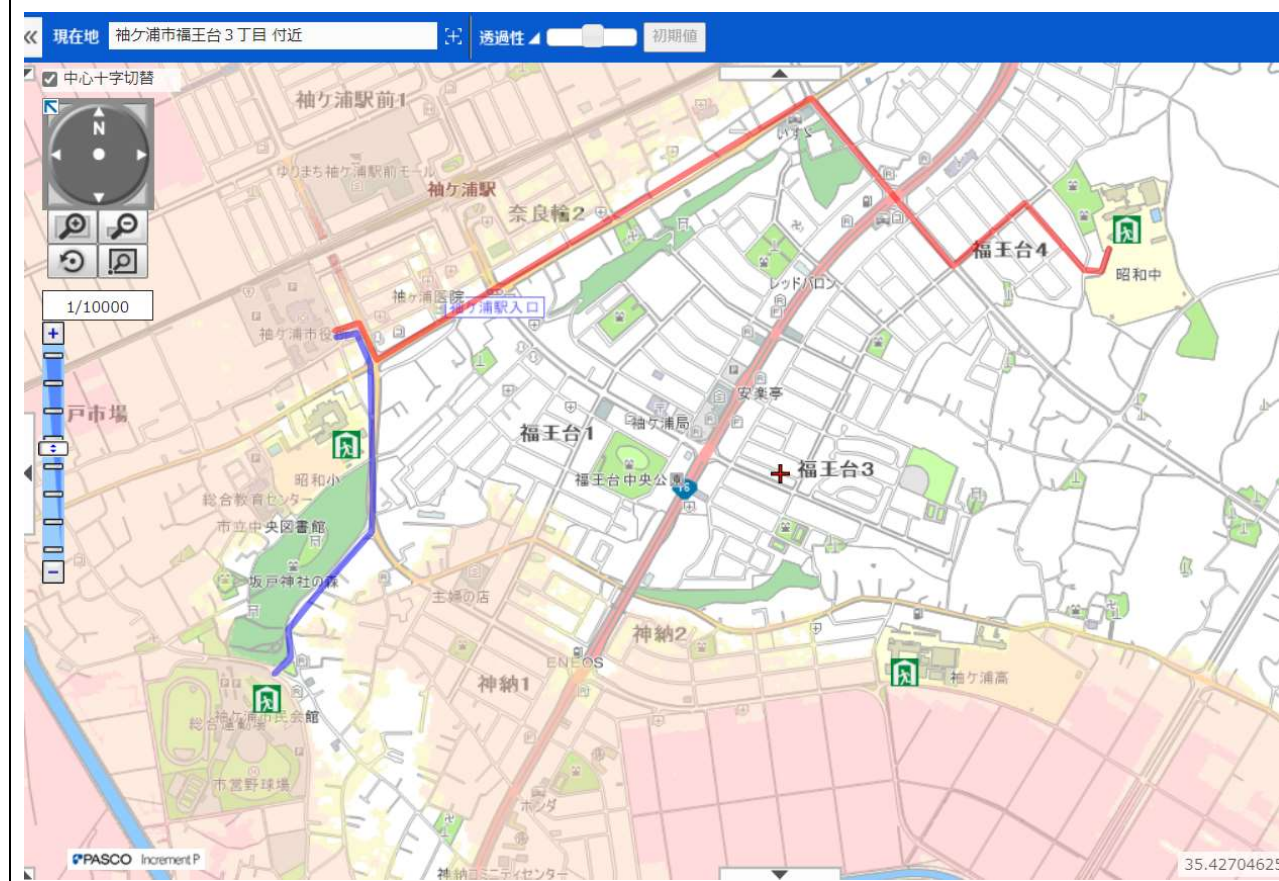 現在地
袖ケ浦市福王台3丁目 付近
透過性
初期値
中心十字切替
N
1/10000
袖ケ浦駅前1
ゆりまち袖ケ浦駅前モール
袖ケ浦駅
奈良輪2
いすゞ
福王台4
昭和中
レッドバロン
袖ヶ浦医院
袖ケ浦駅入口
袖ケ浦市役
安楽亭
福王台1
袖ケ浦局
福王台3
福王台中央公園
16
昭和小
総合教育センター
市立中央図書館
坂戸神社の森
主婦の店
神納2
ENEOS
神納1
袖ケ浦高
袖ケ浦市民会館
総合運動場
市営野球場
ホンダ
神納コミニティセンター
PASCO Increment P
35.42704625